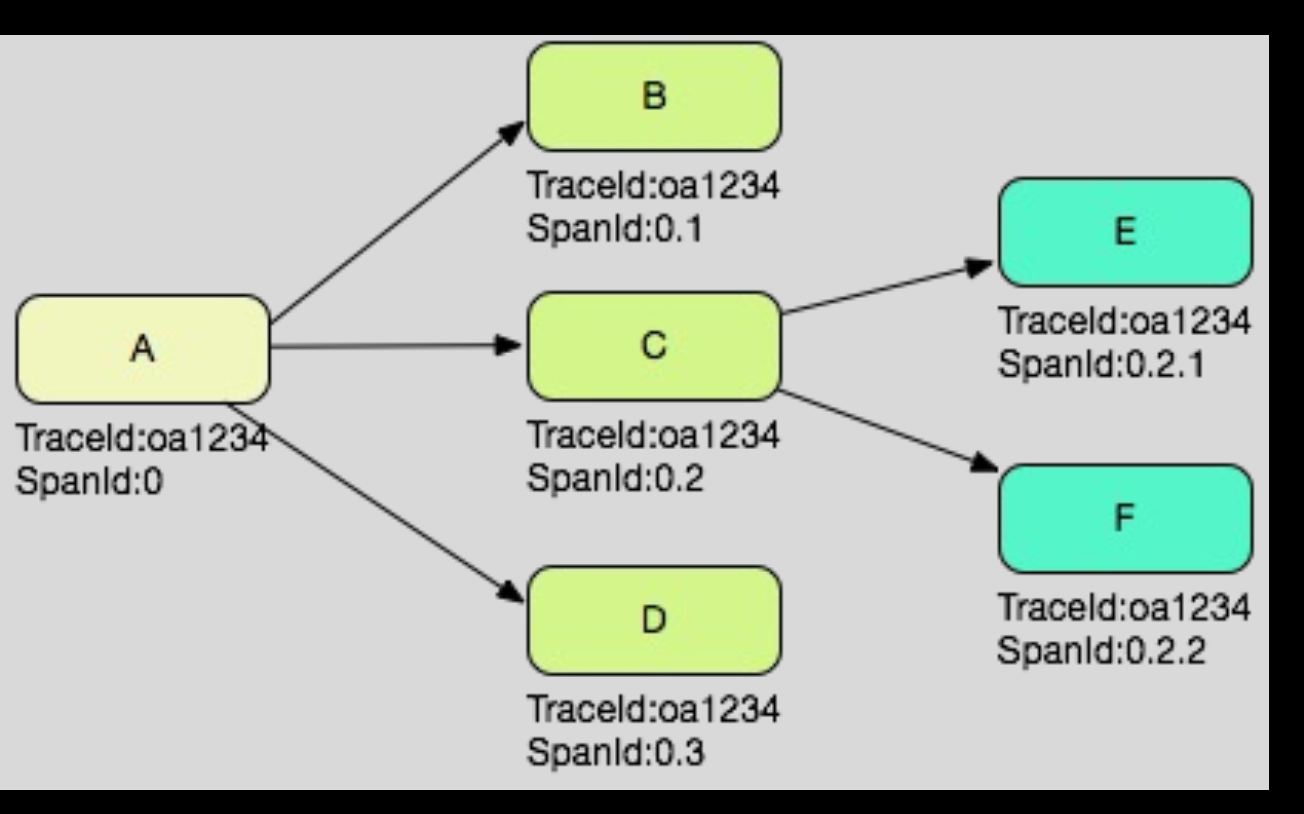 B
TraceId:oa1234
SpanId:0.1
E
TraceId:oa1234
SpanId:0.2.1
A
TraceId:oa1234
SpanId:0
C
TraceId:oa1234
SpanId:0.2
F
TraceId:oa1234
SpanId:0.2.2
D
TraceId:oa1234
SpanId:0.3